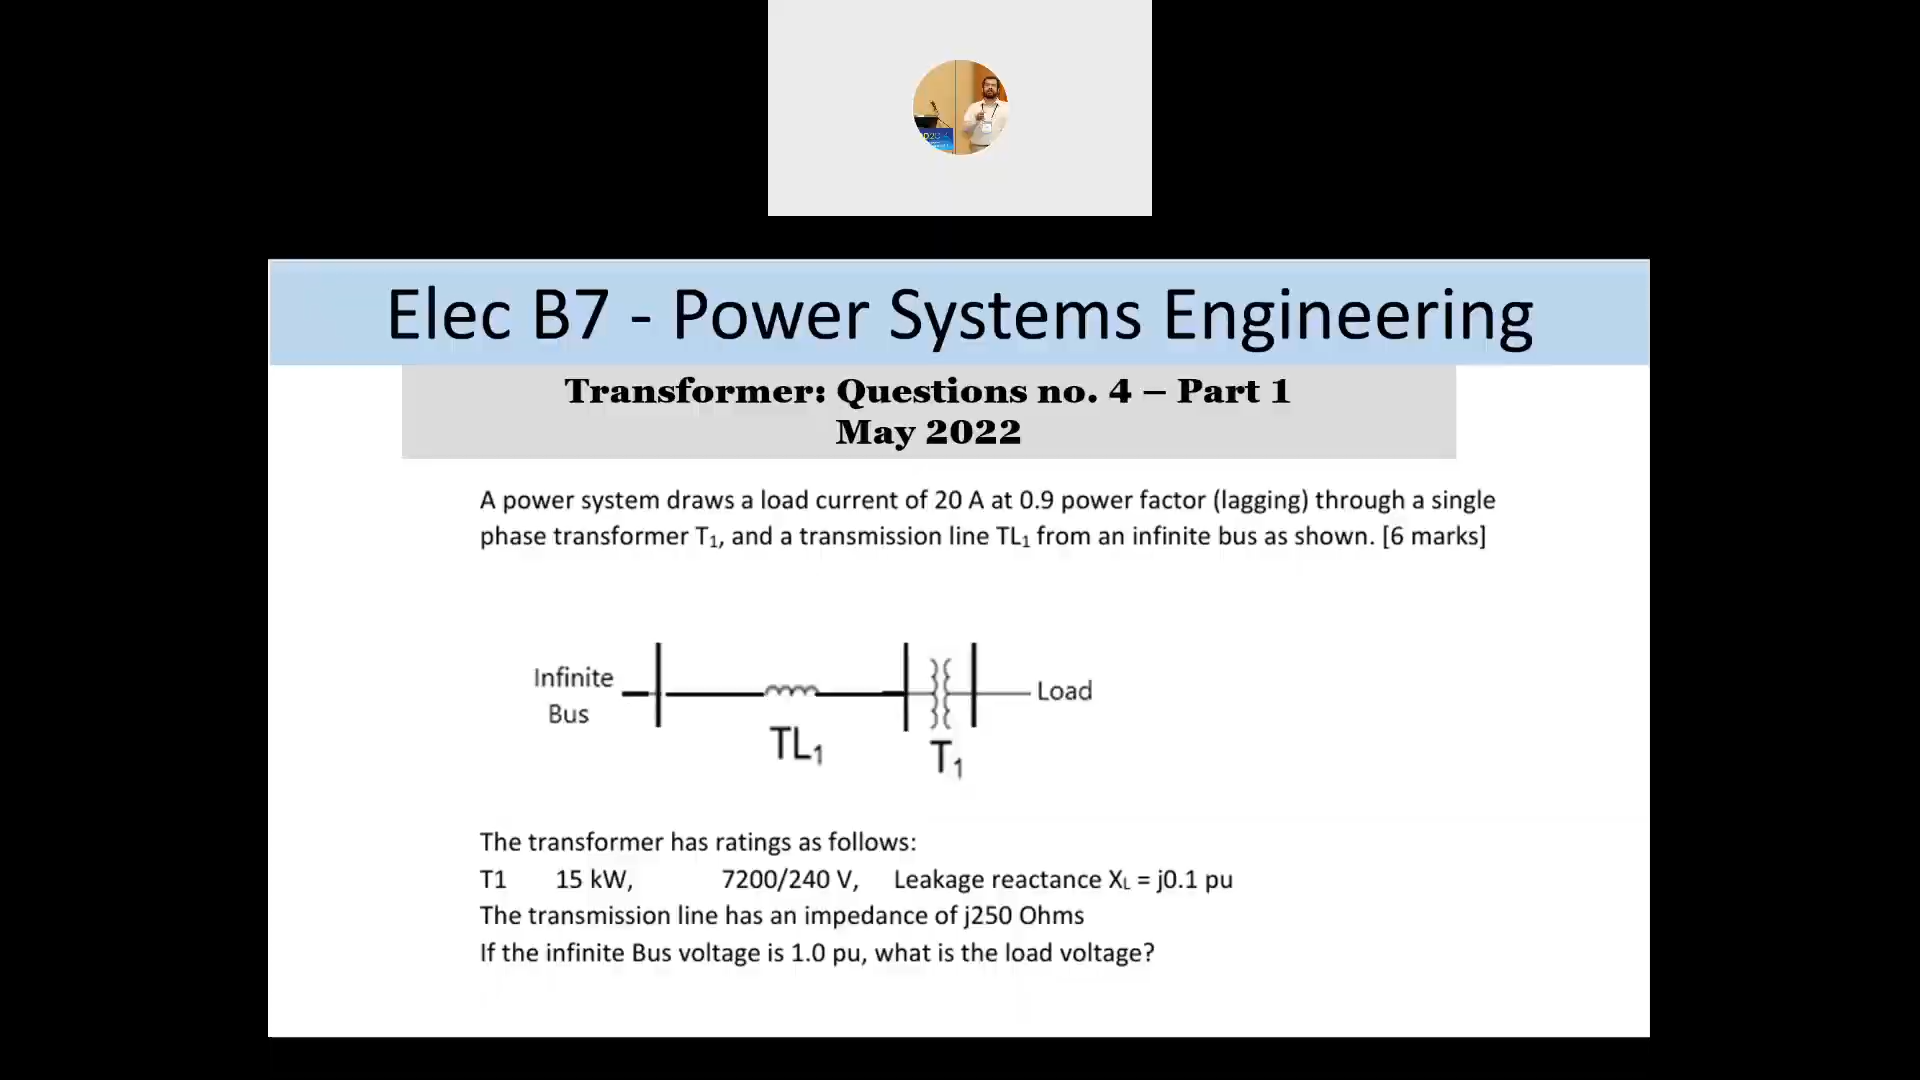 Elec B7 - Power Systems Engineering
Transformer: Questions no. 4 – Part 1
May 2022
A power system draws a load current of 20 A at 0.9 power factor (lagging) through a single
phase transformer T₁, and a transmission line TL₁ from an infinite bus as shown. [6 marks]
Infinite
Bus
TL₁
T₁
Load
The transformer has ratings as follows:
T1 15 kW, 7200/240 V, Leakage reactance XL = j0.1 pu
The transmission line has an impedance of j250 Ohms
If the infinite Bus voltage is 1.0 pu, what is the load voltage?